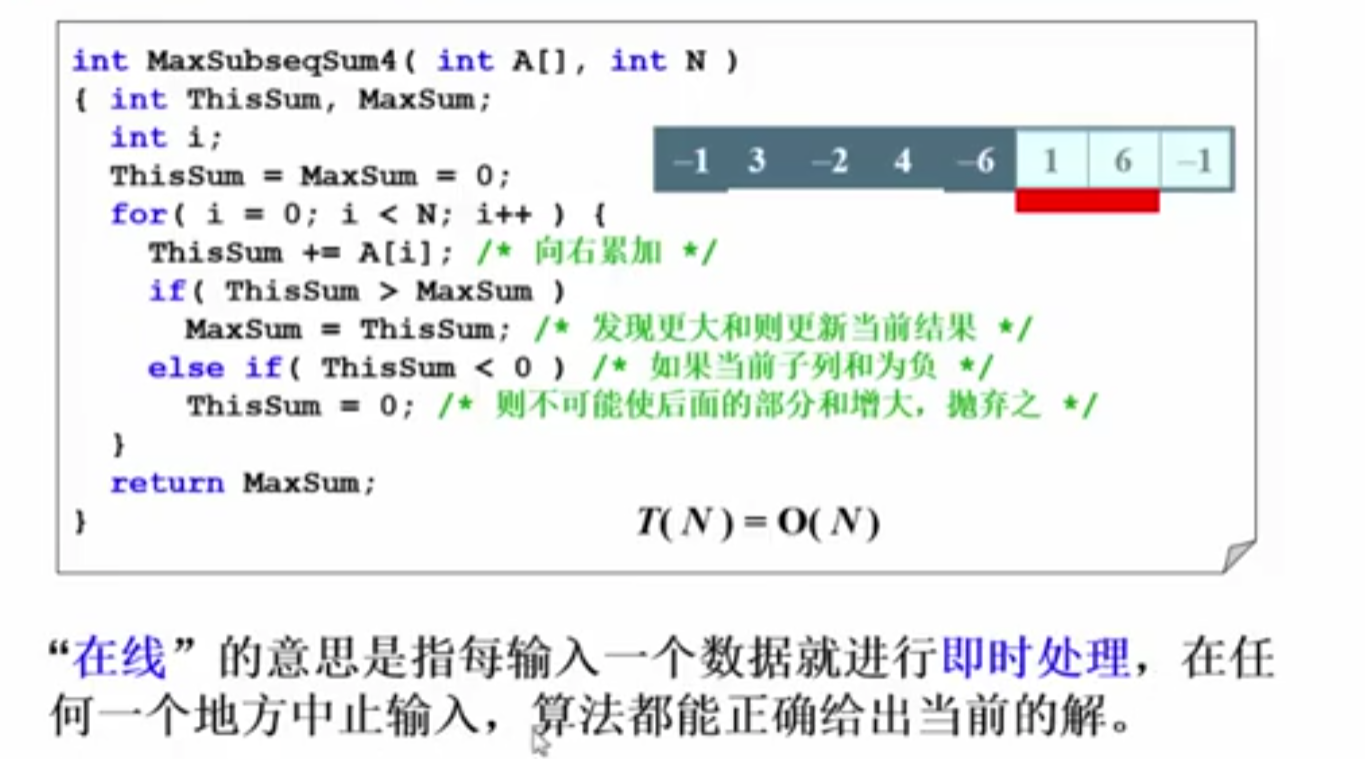 int MaxSubseqSum4( int A[], int N )
{ int ThisSum, MaxSum;
int i;
–1 3 –2 4 –6 1 6 –1
ThisSum = MaxSum = 0;
for( i = 0; i < N; i++ ) {
ThisSum += A[i]; /* 向右累加 */
if( ThisSum > MaxSum )
MaxSum = ThisSum; /* 发现更大和则更新当前结果 */
else if( ThisSum < 0 ) /* 如果当前子列和为负 */
ThisSum = 0; /* 则不可能使后面的部分和增大，抛弃之 */
}
return MaxSum;
}
T( N ) = O( N )
“在线”的意思是指每输入一个数据就进行即时处理，在任
何一个地方中止输入，算法都能正确给出当前的解。